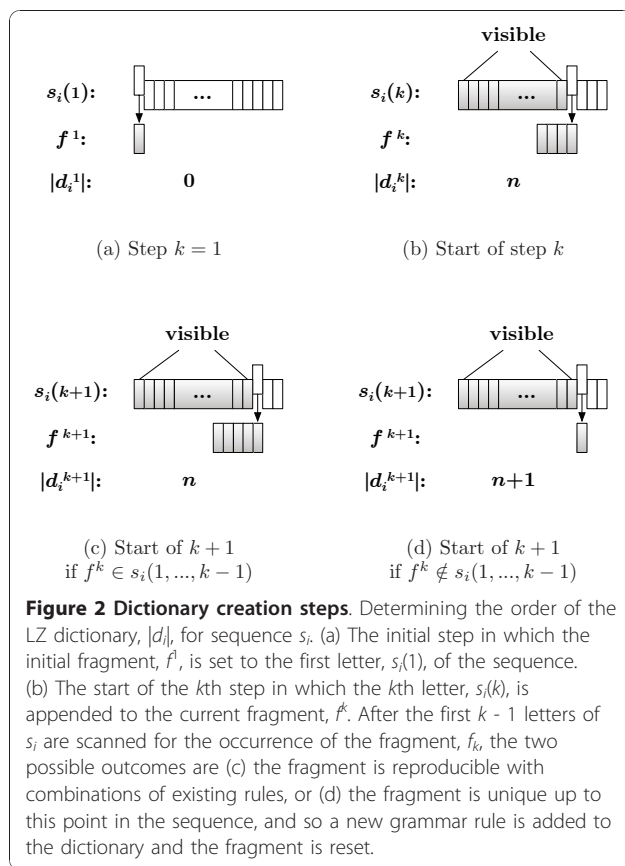 visible
s_i(1): ... s_i(k): ...
f^1: f^k:
|d_i^1|: 0 |d_i^k|: n
(a) Step k = 1 (b) Start of step k
visible visible
s_i(k+1): ... s_i(k+1): ...
f^{k+1}: f^{k+1}:
|d_i^{k+1}|: n |d_i^{k+1}|: n+1
(c) Start of k + 1 (d) Start of k + 1
if f^k ∈ s_i(1, ..., k − 1) if f^k ∉ s_i(1, ..., k − 1)
Figure 2 Dictionary creation steps. Determining the order of the
LZ dictionary, |d_i|, for sequence s_i. (a) The initial step in which the
initial fragment, f^1, is set to the first letter, s_i(1), of the sequence.
(b) The start of the kth step in which the kth letter, s_i(k), is
appended to the current fragment, f^k. After the first k - 1 letters of
s_i are scanned for the occurrence of the fragment, f_k, the two
possible outcomes are (c) the fragment is reproducible with
combinations of existing rules, or (d) the fragment is unique up to
this point in the sequence, and so a new grammar rule is added to
the dictionary and the fragment is reset.